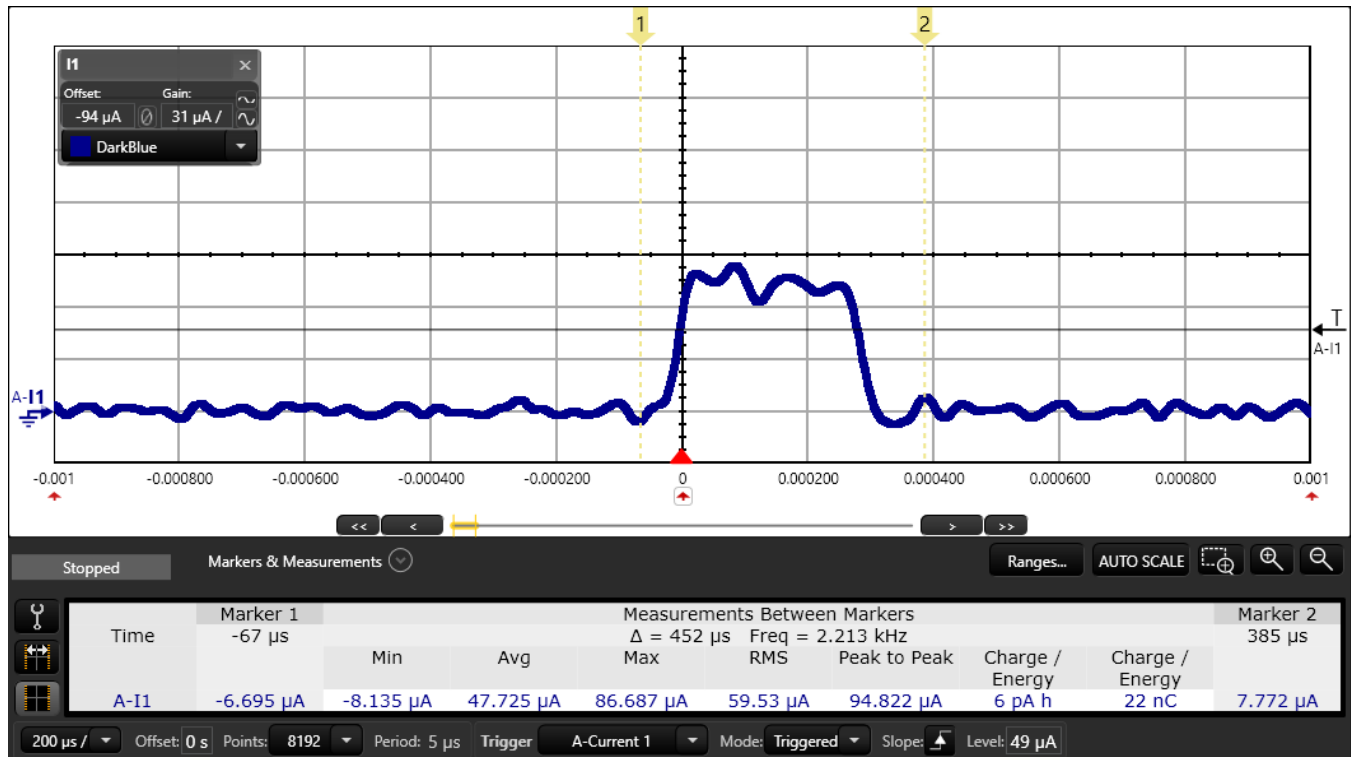 1 2
I1 ×
Offset: Gain:
-94 µA 31 µA /
DarkBlue
T
A-I1
A-I1
-0.001 -0.000800 -0.000600 -0.000400 -0.000200 0 0.000200 0.000400 0.000600 0.000800 0.001
<< < > >>
Stopped Markers & Measurements Ranges... AUTO SCALE
Marker 1 Measurements Between Markers Marker 2
Time -67 µs Δ = 452 µs Freq = 2.213 kHz 385 µs
Min Avg Max RMS Peak to Peak Charge / Charge /
Energy Energy
A-I1 -6.695 µA -8.135 µA 47.725 µA 86.687 µA 59.53 µA 94.822 µA 6 pA h 22 nC 7.772 µA
200 µs / Offset: 0 s Points: 8192 Period: 5 µs Trigger A-Current 1 Mode: Triggered Slope: Level: 49 µA